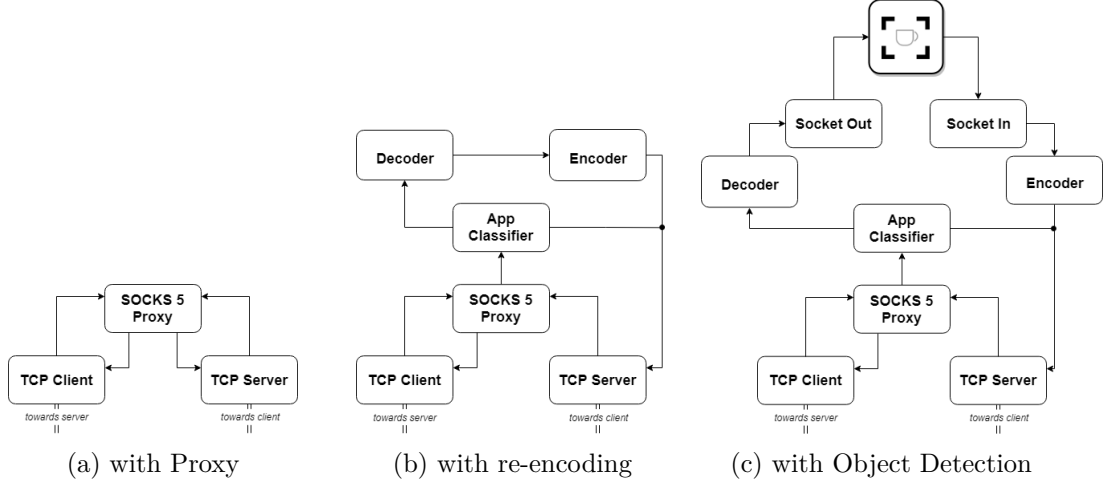 SOCKS 5
Proxy
TCP Client
TCP Server
towards server
towards client
(a) with Proxy
Decoder
Encoder
App
Classifier
SOCKS 5
Proxy
TCP Client
TCP Server
towards server
towards client
(b) with re-encoding
Socket Out
Socket In
Decoder
Encoder
App
Classifier
SOCKS 5
Proxy
TCP Client
TCP Server
towards server
towards client
(c) with Object Detection